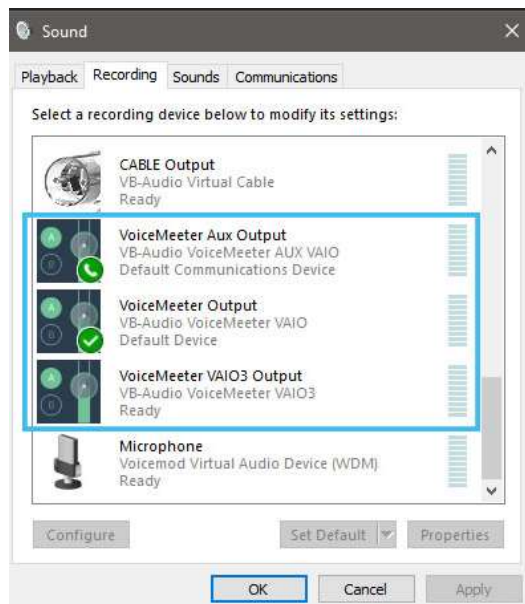 Sound
Playback Recording Sounds Communications
Select a recording device below to modify its settings:
CABLE Output
VB-Audio Virtual Cable
Ready
VoiceMeeter Aux Output
VB-Audio VoiceMeeter AUX VAIO
Default Communications Device
VoiceMeeter Output
VB-Audio VoiceMeeter VAIO
Default Device
VoiceMeeter VAIO3 Output
VB-Audio VoiceMeeter VAIO3
Ready
Microphone
Voicemod Virtual Audio Device (WDM)
Ready
Configure Set Default Properties
OK Cancel Apply